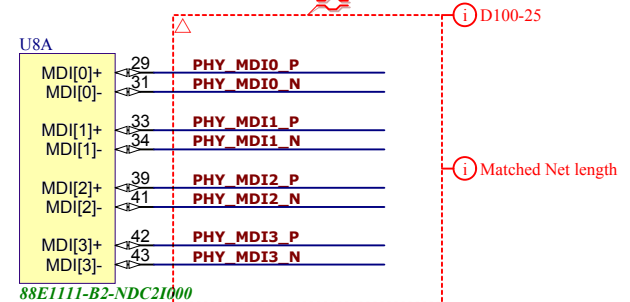 D100-25
U8A
MDI[0]+ 29 PHY_MDI0_P
MDI[0]- 31 PHY_MDI0_N
MDI[1]+ 33 PHY_MDI1_P
MDI[1]- 34 PHY_MDI1_N
Matched Net length
MDI[2]+ 39 PHY_MDI2_P
MDI[2]- 41 PHY_MDI2_N
MDI[3]+ 42 PHY_MDI3_P
MDI[3]- 43 PHY_MDI3_N
88E1111-B2-NDC2I000